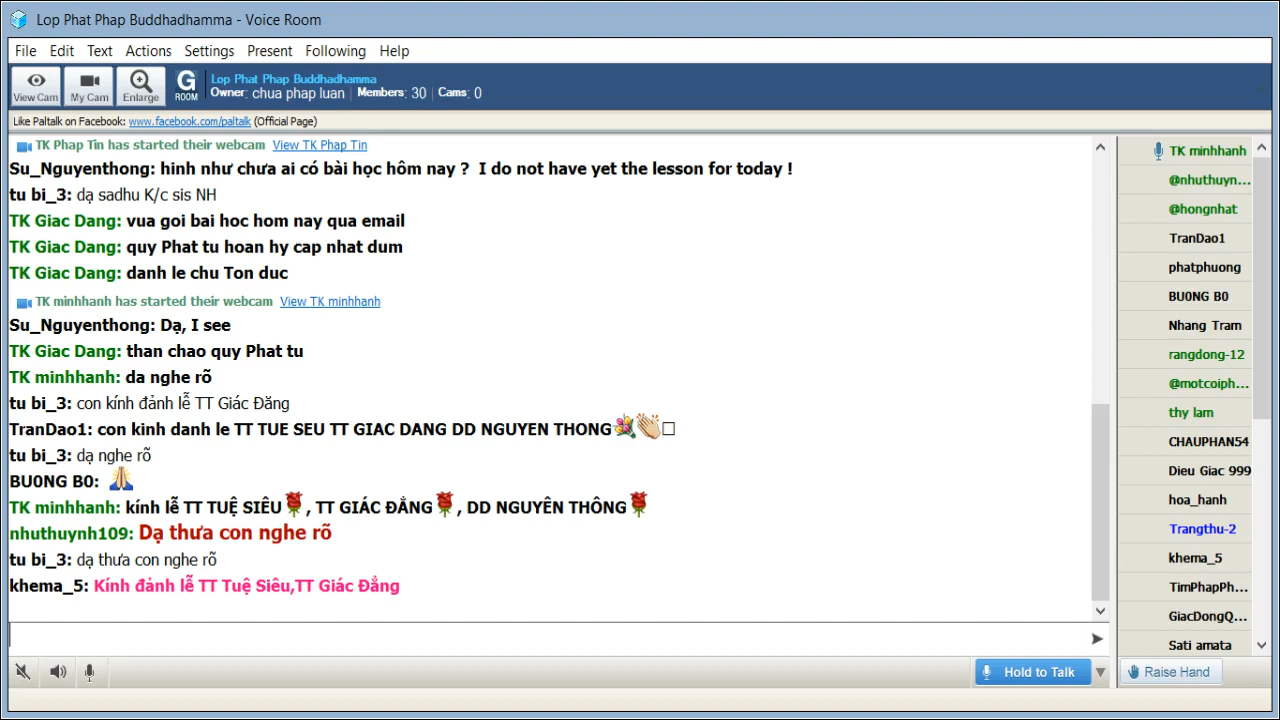 Lop Phat Phap Buddhadhamma - Voice Room
File Edit Text Actions Settings Present Following Help
View Cam My Cam Enlarge G ROOM
Lop Phat Phap Buddhadhamma
Owner: chua phap luan Members: 30 Cams: 0
Like Paltalk on Facebook: www.facebook.com/paltalk (Official Page)
TK Phap Tin has started their webcam View TK Phap Tin
Su_Nguyenthong: hinh như chưa ai có bài học hôm nay ? I do not have yet the lesson for today !
tu bi_3: dạ sadhu K/c sis NH
TK Giac Dang: vua goi bai hoc hom nay qua email
TK Giac Dang: quy Phat tu hoan hy cap nhat dum
TK Giac Dang: danh le chu Ton duc
TK minhhanh has started their webcam View TK minhhanh
Su_Nguyenthong: Dạ, I see
TK Giac Dang: than chao quy Phat tu
TK minhhanh: da nghe rõ
tu bi_3: con kính đảnh lễ TT Giác Đăng
TranDao1: con kinh danh le TT TUE SEU TT GIAC DANG DD NGUYEN THONG
tu bi_3: dạ nghe rõ
BU0NG B0:
TK minhhanh: kính lễ TT TUỆ SIÊU, TT GIÁC ĐẲNG, DD NGUYÊN THÔNG
nhuthuynh109: Dạ thưa con nghe rõ
tu bi_3: dạ thưa con nghe rõ
khema_5: Kính đảnh lễ TT Tuệ Siêu,TT Giác Đẳng
TK minhhanh
@nhuthuyn...
@hongnhat
TranDao1
phatphuong
BU0NG B0
Nhang Tram
rangdong-12
@motcoiph...
thy lam
CHAUPHAN54
Dieu Giac 999
hoa_hanh
Trangthu-2
khema_5
TimPhapPh...
GiacDongQ...
Sati amata
Hold to Talk
Raise Hand